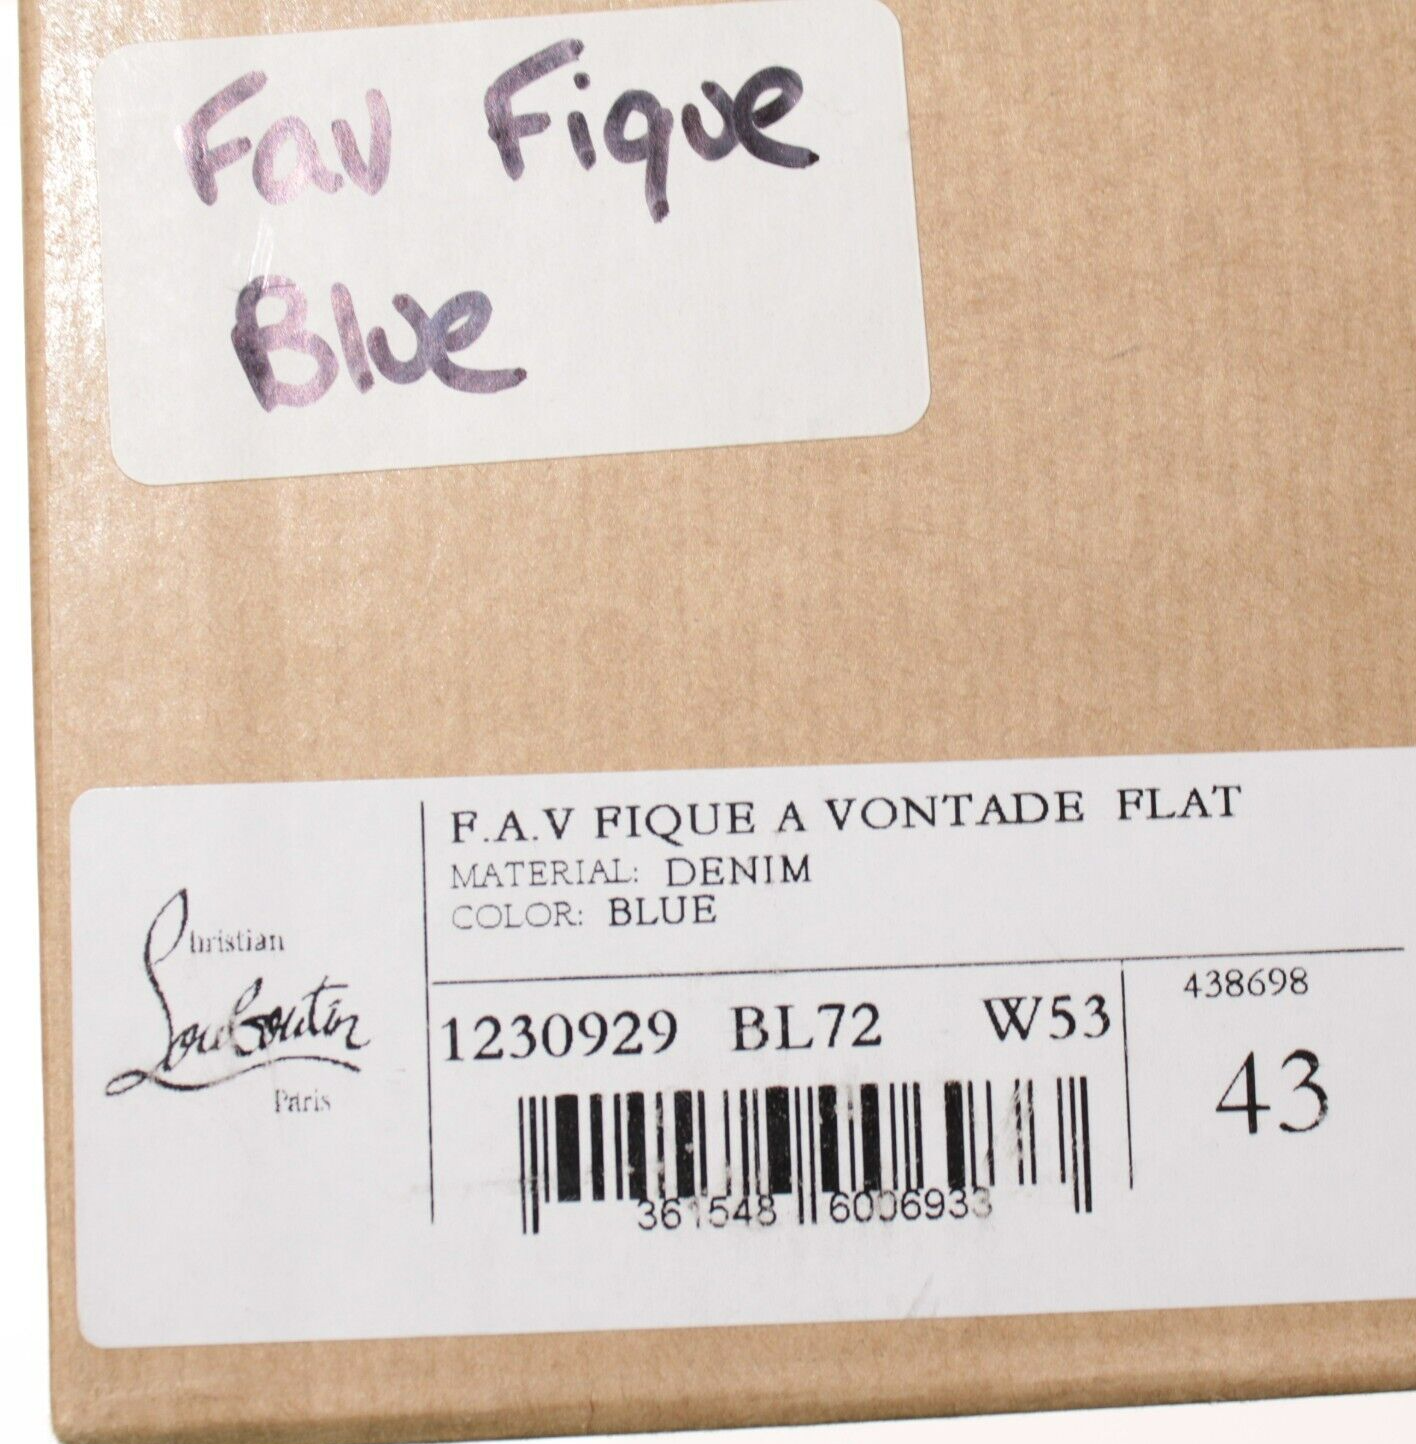 Fav Fique
Blue
F.A.V FIQUE A VONTADE FLAT
MATERIAL: DENIM
COLOR: BLUE
Christian
Louboutin
Paris
1230929 BL72 W53
438698
43
361548 6006933